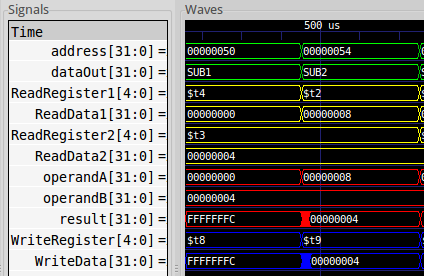 Signals
Waves
Time
500 us
address[31:0] = 00000050 00000054
dataOut[31:0] = SUB1 SUB2
ReadRegister1[4:0] = $t4 $t2
ReadData1[31:0] = 00000000 00000008
ReadRegister2[4:0] = $t3
ReadData2[31:0] = 00000004
operandA[31:0] = 00000000 00000008
operandB[31:0] = 00000004
result[31:0] = FFFFFFFC 00000004
WriteRegister[4:0] = $t8 $t9
WriteData[31:0] = FFFFFFFC 00000004